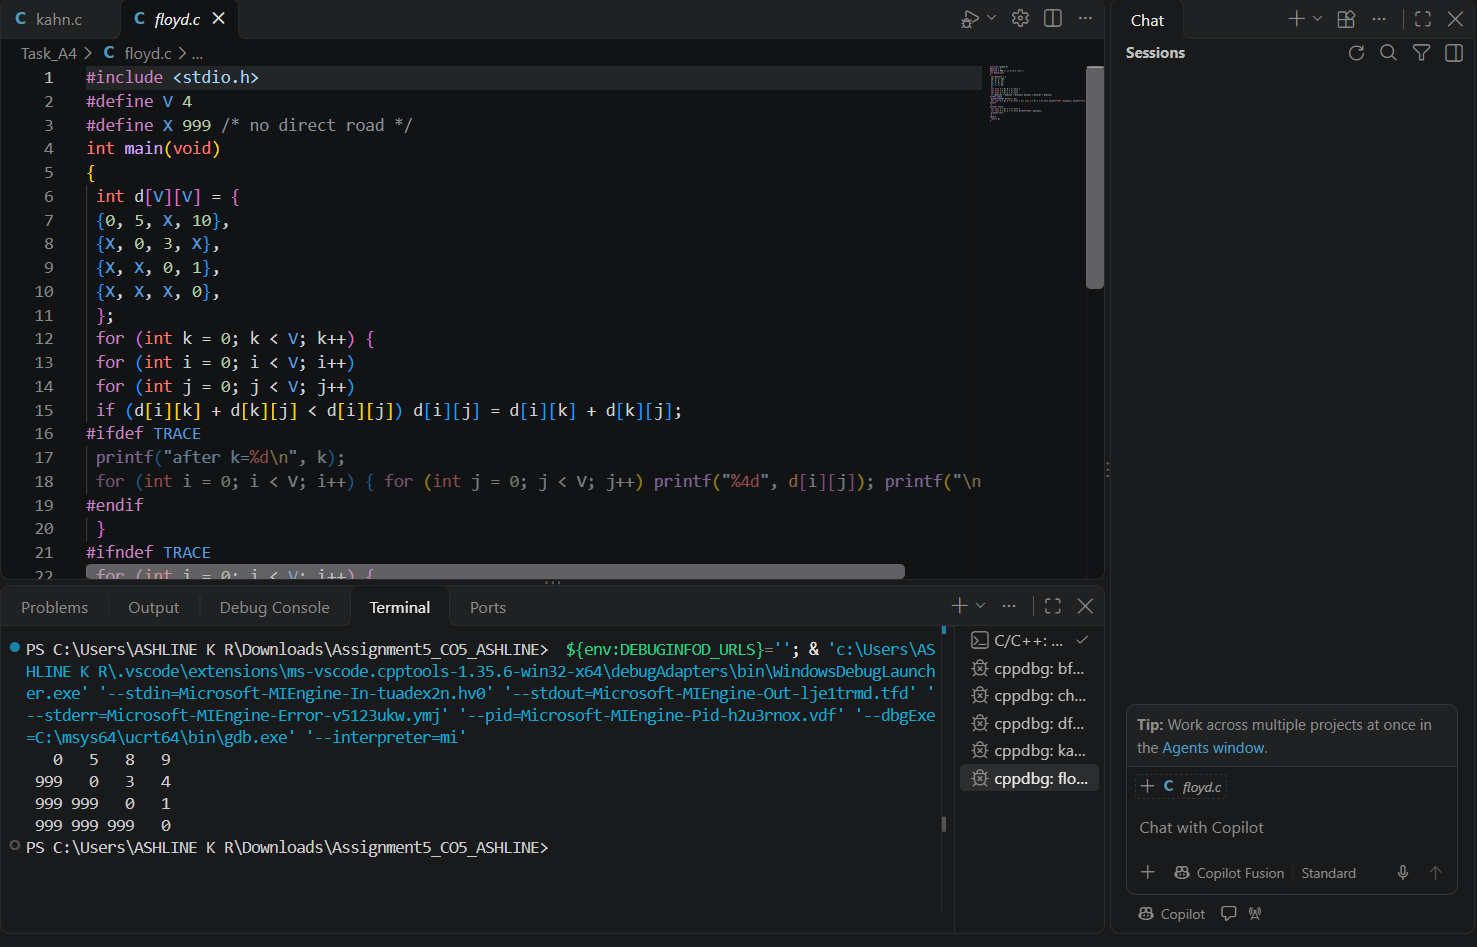 C kahn.c
C floyd.c
Task_A4 > C floyd.c > ...
1 #include <stdio.h>
2 #define V 4
3 #define X 999 /* no direct road */
4 int main(void)
5 {
6 int d[V][V] = {
7 {0, 5, X, 10},
8 {X, 0, 3, X},
9 {X, X, 0, 1},
10 {X, X, X, 0},
11 };
12 for (int k = 0; k < V; k++) {
13 for (int i = 0; i < V; i++)
14 for (int j = 0; j < V; j++)
15 if (d[i][k] + d[k][j] < d[i][j]) d[i][j] = d[i][k] + d[k][j];
16 #ifdef TRACE
17 printf("after k=%d\n", k);
18 for (int i = 0; i < V; i++) { for (int j = 0; j < V; j++) printf("%4d", d[i][j]); printf("\n
19 #endif
20 }
21 #ifndef TRACE
22 for (int i = 0; i < V; i++) {
Problems Output Debug Console Terminal Ports
PS C:\Users\ASHLINE K R\Downloads\Assignment5_CO5_ASHLINE> ${env:DEBUGINFOD_URLS}=''; & 'c:\Users\AS
HLINE K R\.vscode\extensions\ms-vscode.cpptools-1.35.6-win32-x64\debugAdapters\bin\WindowsDebugLaunch
er.exe' '--stdin=Microsoft-MIEngine-In-tuadex2n.hv0' '--stdout=Microsoft-MIEngine-Out-lje1trmd.tfd' '
--stderr=Microsoft-MIEngine-Error-v5123ukw.ymj' '--pid=Microsoft-MIEngine-Pid-h2u3rnox.vdf' '--dbgExe
=C:\msys64\ucrt64\bin\gdb.exe' '--interpreter=mi'
0 5 8 9
999 0 3 4
999 999 0 1
999 999 999 0
PS C:\Users\ASHLINE K R\Downloads\Assignment5_CO5_ASHLINE>
C/C++: ...
cppdbg: bf...
cppdbg: ch...
cppdbg: df...
cppdbg: ka...
cppdbg: flo...
Chat
Sessions
Tip: Work across multiple projects at once in
the Agents window.
C floyd.c
Chat with Copilot
Copilot Fusion Standard
Copilot